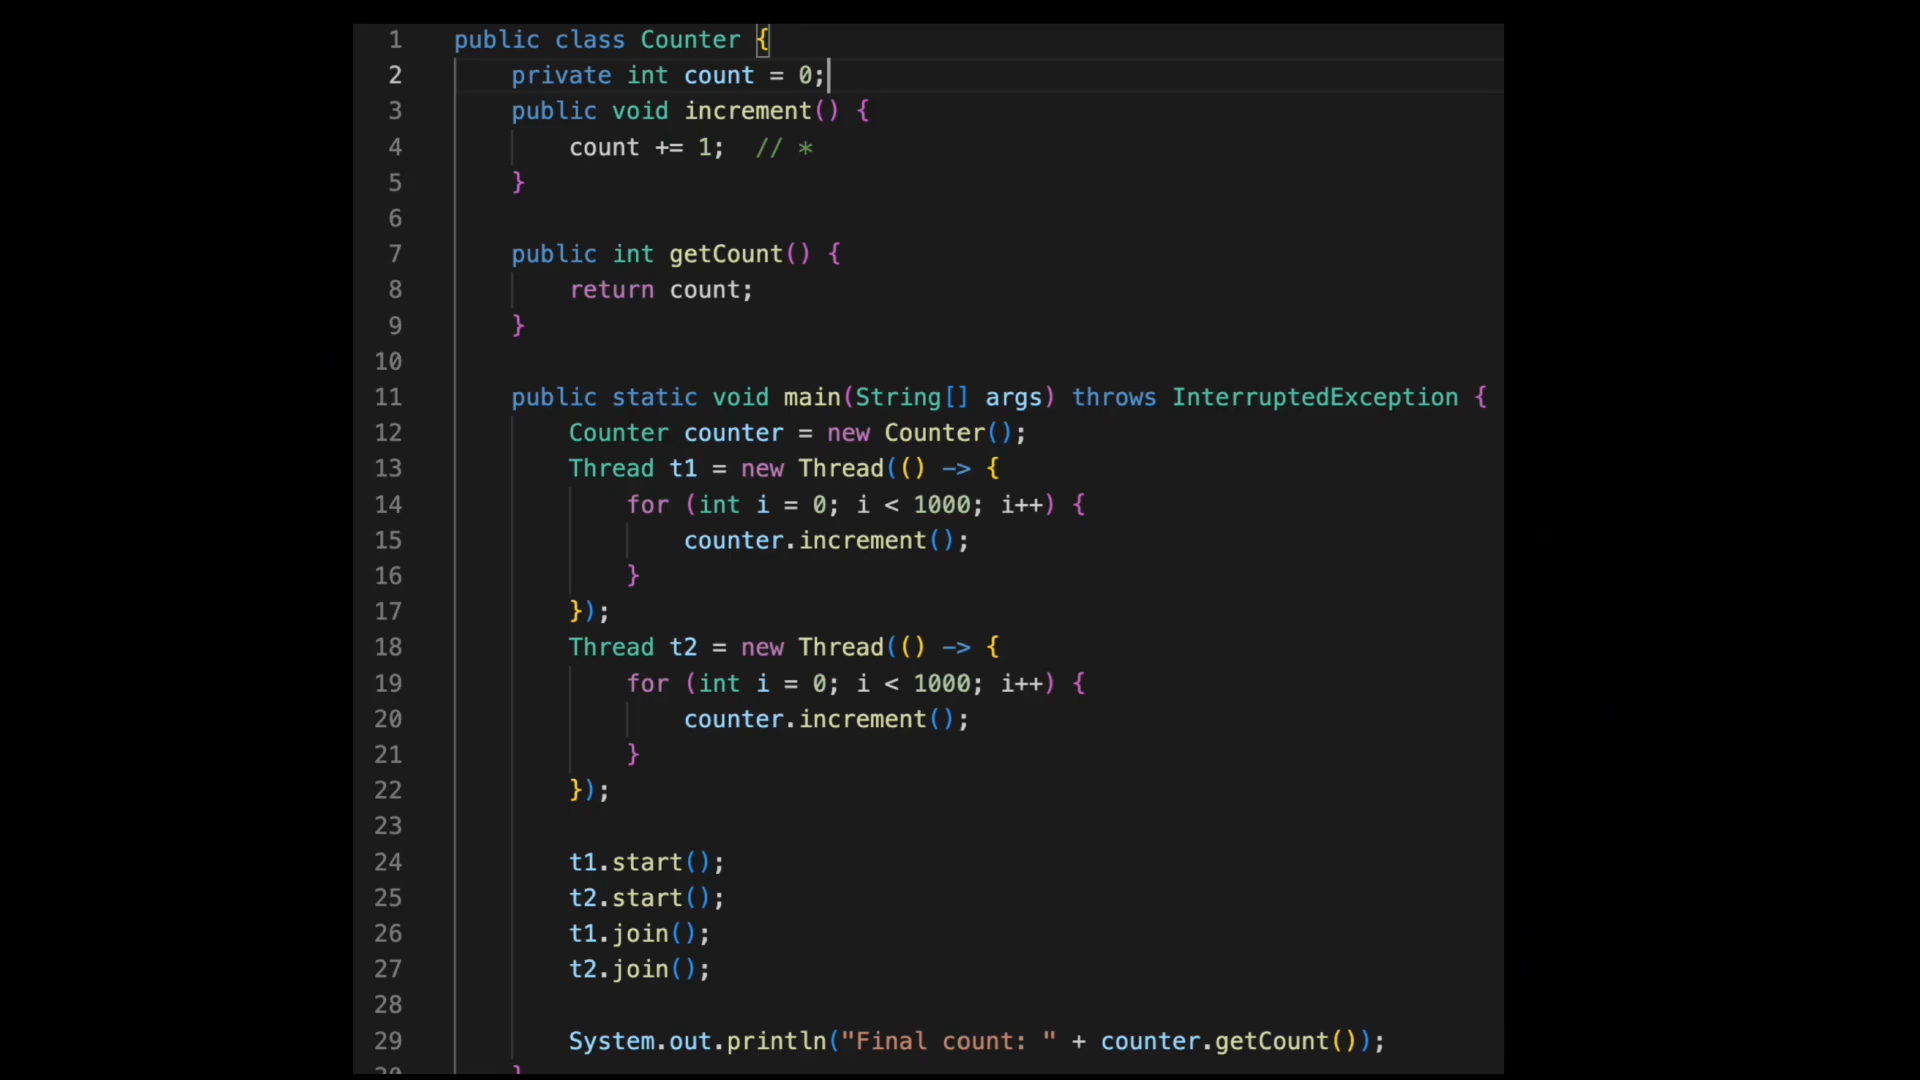 1 public class Counter {
2 private int count = 0;
3 public void increment() {
4 count += 1; // *
5 }
6
7 public int getCount() {
8 return count;
9 }
10
11 public static void main(String[] args) throws InterruptedException {
12 Counter counter = new Counter();
13 Thread t1 = new Thread(() -> {
14 for (int i = 0; i < 1000; i++) {
15 counter.increment();
16 }
17 });
18 Thread t2 = new Thread(() -> {
19 for (int i = 0; i < 1000; i++) {
20 counter.increment();
21 }
22 });
23
24 t1.start();
25 t2.start();
26 t1.join();
27 t2.join();
28
29 System.out.println("Final count: " + counter.getCount());